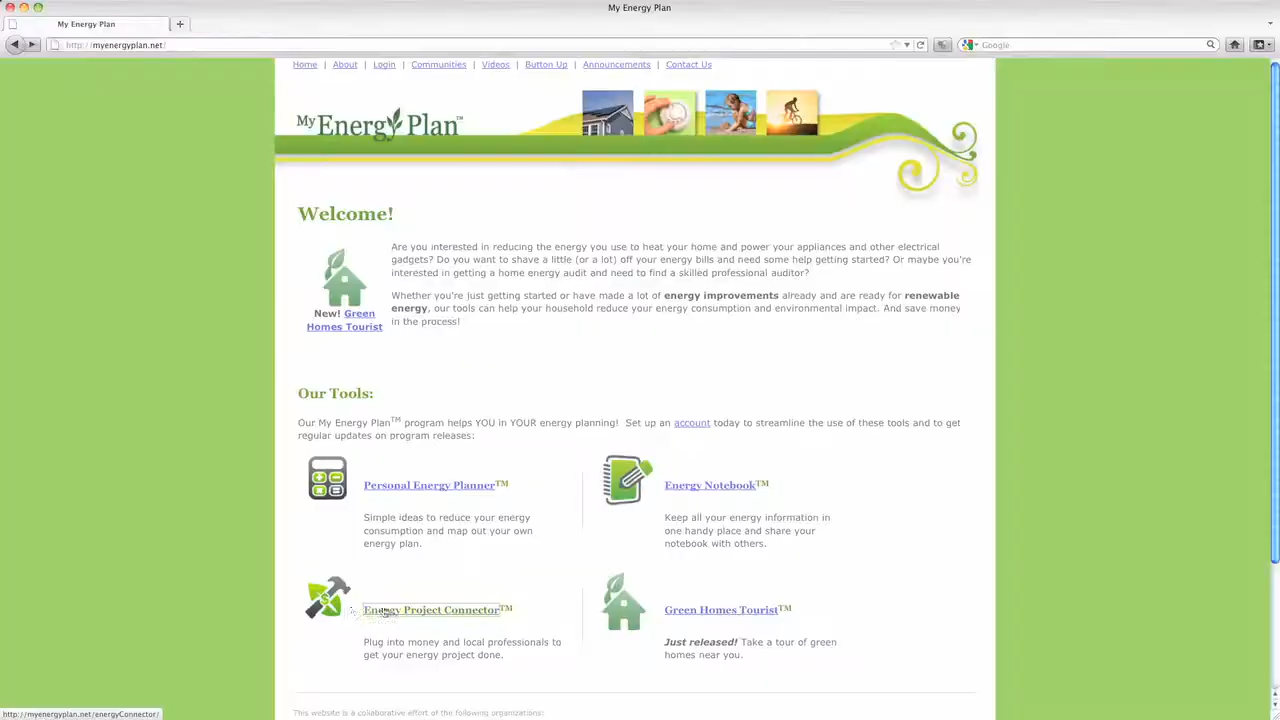 My Energy Plan
My Energy Plan
http://myenergyplan.net/
Google
Home | About | Login | Communities | Videos | Button Up | Announcements | Contact Us
My Energy Plan™
Welcome!
Are you interested in reducing the energy you use to heat your home and power your appliances and other electrical
gadgets? Do you want to shave a little (or a lot) off your energy bills and need some help getting started? Or maybe you're
interested in getting a home energy audit and need to find a skilled professional auditor?
Whether you're just getting started or have made a lot of energy improvements already and are ready for renewable
energy, our tools can help your household reduce your energy consumption and environmental impact. And save money
in the process!
New! Green
Homes Tourist
Our Tools:
Our My Energy Plan™ program helps YOU in YOUR energy planning! Set up an account today to streamline the use of these tools and to get
regular updates on program releases:
Personal Energy Planner™
Simple ideas to reduce your energy
consumption and map out your own
energy plan.
Energy Notebook™
Keep all your energy information in
one handy place and share your
notebook with others.
Energy Project Connector™
Plug into money and local professionals to
get your energy project done.
Green Homes Tourist™
Just released! Take a tour of green
homes near you.
This website is a collaborative effort of the following organizations:
http://myenergyplan.net/energyConnector/